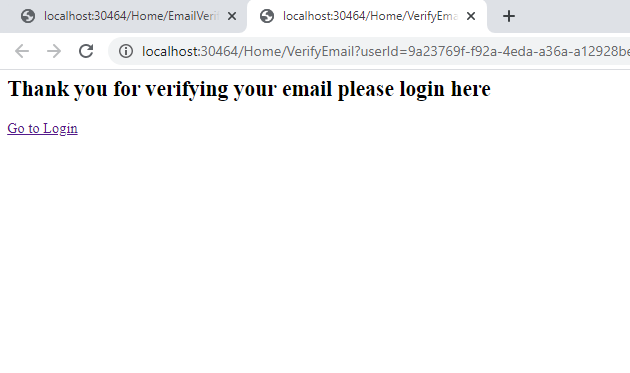 localhost:30464/Home/EmailVerif
localhost:30464/Home/VerifyEma
localhost:30464/Home/VerifyEmail?userId=9a23769f-f92a-4eda-a36a-a12928be
Thank you for verifying your email please login here
Go to Login